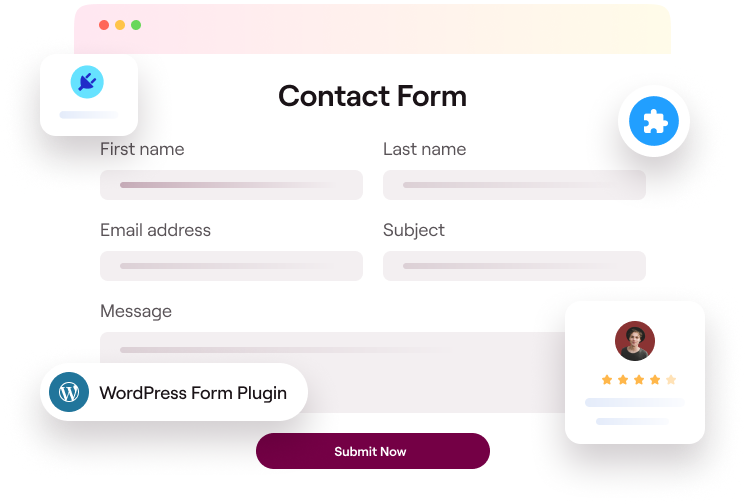 Contact Form
First name
Last name
Email address
Subject
Message
WordPress Form Plugin
Submit Now